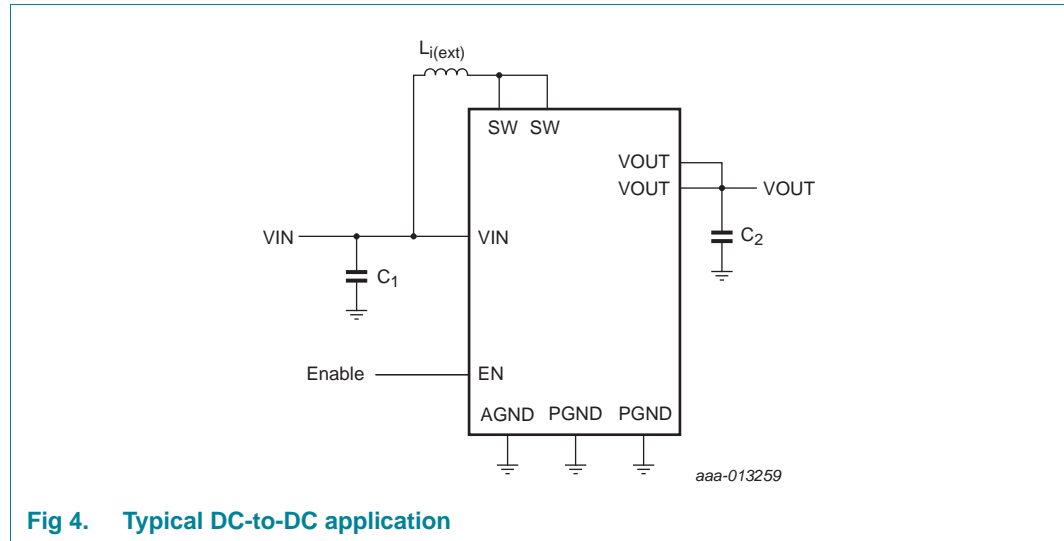 Li(ext)
SW SW
VOUT
VOUT VOUT
VIN VIN
C2
C1
Enable EN
AGND PGND PGND
aaa-013259
Fig 4. Typical DC-to-DC application